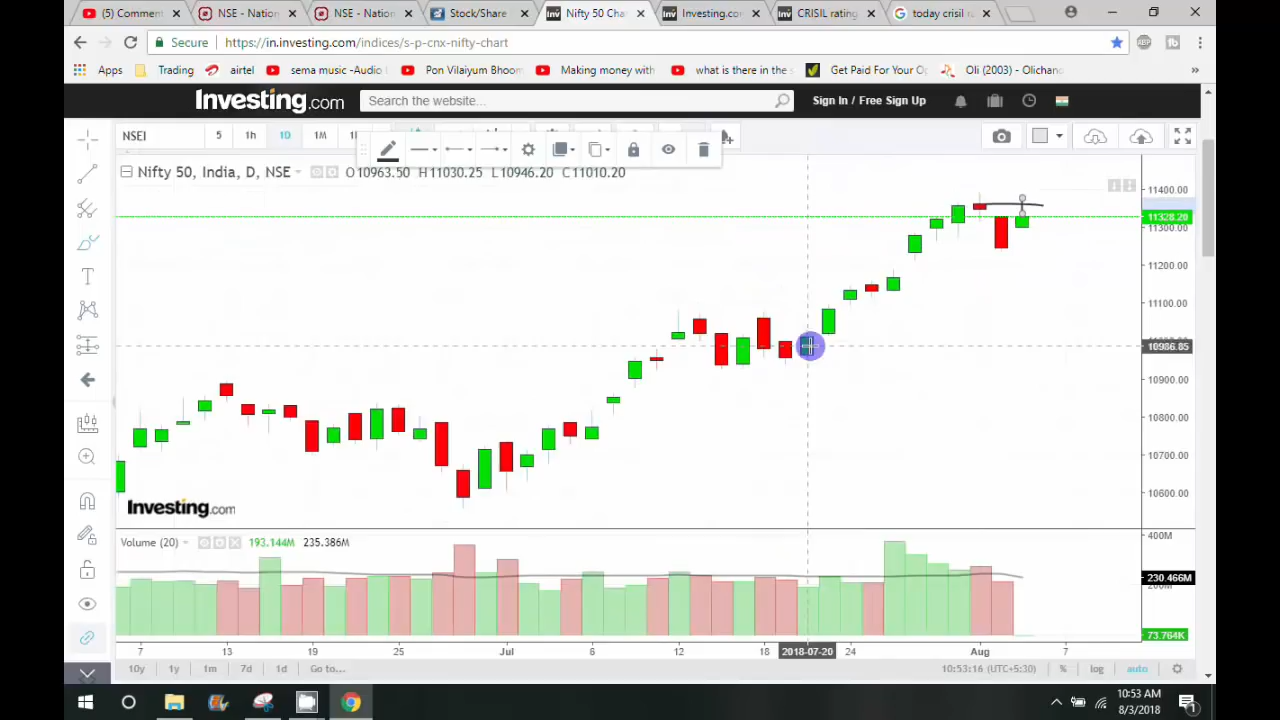 (5) Comment
NSE - Nation
NSE - Nation
Stock/Share
Nifty 50 Cha
Investing.com
CRISIL rating
today crisil ru
Secure
https://in.investing.com/indices/s-p-cnx-nifty-chart
Apps
Trading
airtel
sema music -Audio
Pon Vilaiyum Bhoom
Making money with
what is there in the s
Get Paid For Your O
Oli (2003) - Olichand
Investing.com
Search the website...
Sign In / Free Sign Up
NSEI
5
1h
1D
1M
Nifty 50, India, D, NSE
O10963.50 H11030.25 L10946.20 C11010.20
11400.00
11328.20
11300.00
11200.00
11100.00
10986.85
10900.00
10800.00
10700.00
10600.00
Investing.com
Volume (20)
193.144M
235.386M
400M
230.466M
73.764K
7
13
19
25
Jul
6
12
18
2018-07-20
24
Aug
7
10y
1y
1m
7d
1d
Go to...
10:53:16 (UTC+5:30)
%
log
auto
10:53 AM
8/3/2018